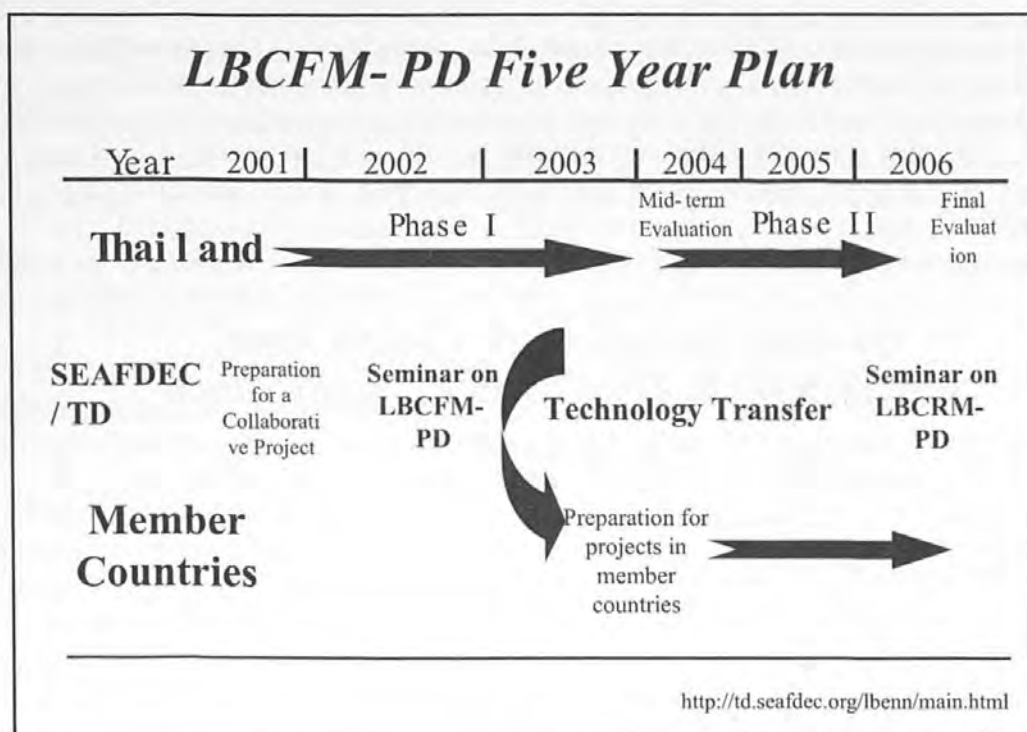 LBCFM-PD Five Year Plan
Year 2001 2002 2003 2004 2005 2006
Thailand
Phase I
Mid-term
Evaluation
Phase II
Final
Evaluat
ion
SEAFDEC
/ TD
Preparation
for a
Collaborati
ve Project
Seminar on
LBCFM-
PD
Technology Transfer
Seminar on
LBCRM-
PD
Member
Countries
Preparation for
projects in
member
countries
http://td.seafdec.org/lbenn/main.html